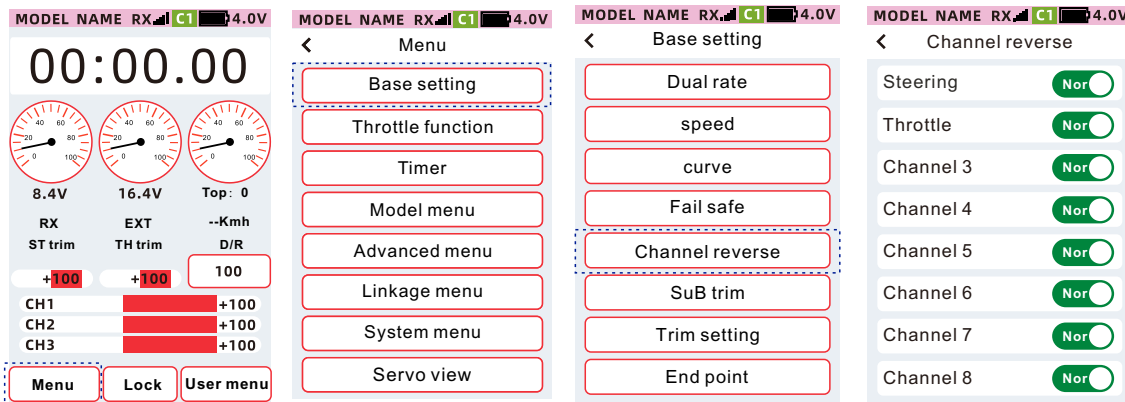 MODEL NAME RX C1 4.0V
00:00.00
0 20 40 60 80 100
0 20 40 60 80 100
0 20 40 60 80 100
8.4V 16.4V Top: 0
RX EXT --Kmh
ST trim TH trim D/R
+100 +100 100
CH1 +100
CH2 +100
CH3 +100
Menu Lock User menu
MODEL NAME RX C1 4.0V
< Menu
Base setting
Throttle function
Timer
Model menu
Advanced menu
Linkage menu
System menu
Servo view
MODEL NAME RX C1 4.0V
< Base setting
Dual rate
speed
curve
Fail safe
Channel reverse
SuB trim
Trim setting
End point
MODEL NAME RX C1 4.0V
< Channel reverse
Steering Nor
Throttle Nor
Channel 3 Nor
Channel 4 Nor
Channel 5 Nor
Channel 6 Nor
Channel 7 Nor
Channel 8 Nor